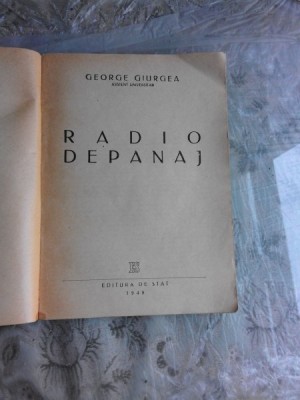 GEORGE GIURGEA
RADIO
DEPANAJ
EDITURA DE STAT